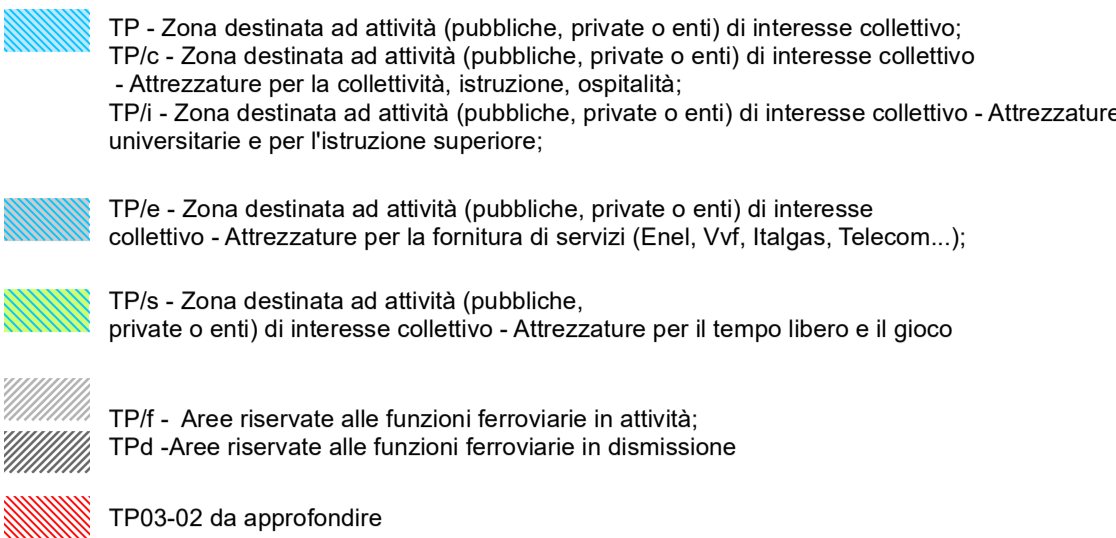 TP - Zona destinata ad attività (pubbliche, private o enti) di interesse collettivo;
TP/c - Zona destinata ad attività (pubbliche, private o enti) di interesse collettivo
- Attrezzature per la collettività, istruzione, ospitalità;
TP/i - Zona destinata ad attività (pubbliche, private o enti) di interesse collettivo - Attrezzature
universitarie e per l'istruzione superiore;
TP/e - Zona destinata ad attività (pubbliche, private o enti) di interesse
collettivo - Attrezzature per la fornitura di servizi (Enel, Vvf, Italgas, Telecom...);
TP/s - Zona destinata ad attività (pubbliche,
private o enti) di interesse collettivo - Attrezzature per il tempo libero e il gioco
TP/f - Aree riservate alle funzioni ferroviarie in attività;
TPd -Aree riservate alle funzioni ferroviarie in dismissione
TP03-02 da approfondire